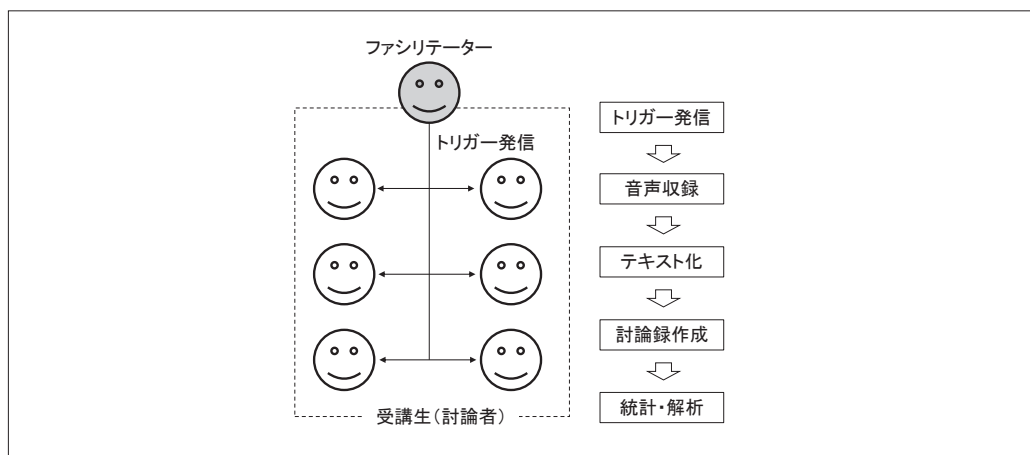 ファシリテーター
トリガー発信
受講生(討論者)
トリガー発信
音声収録
テキスト化
討論録作成
統計・解析